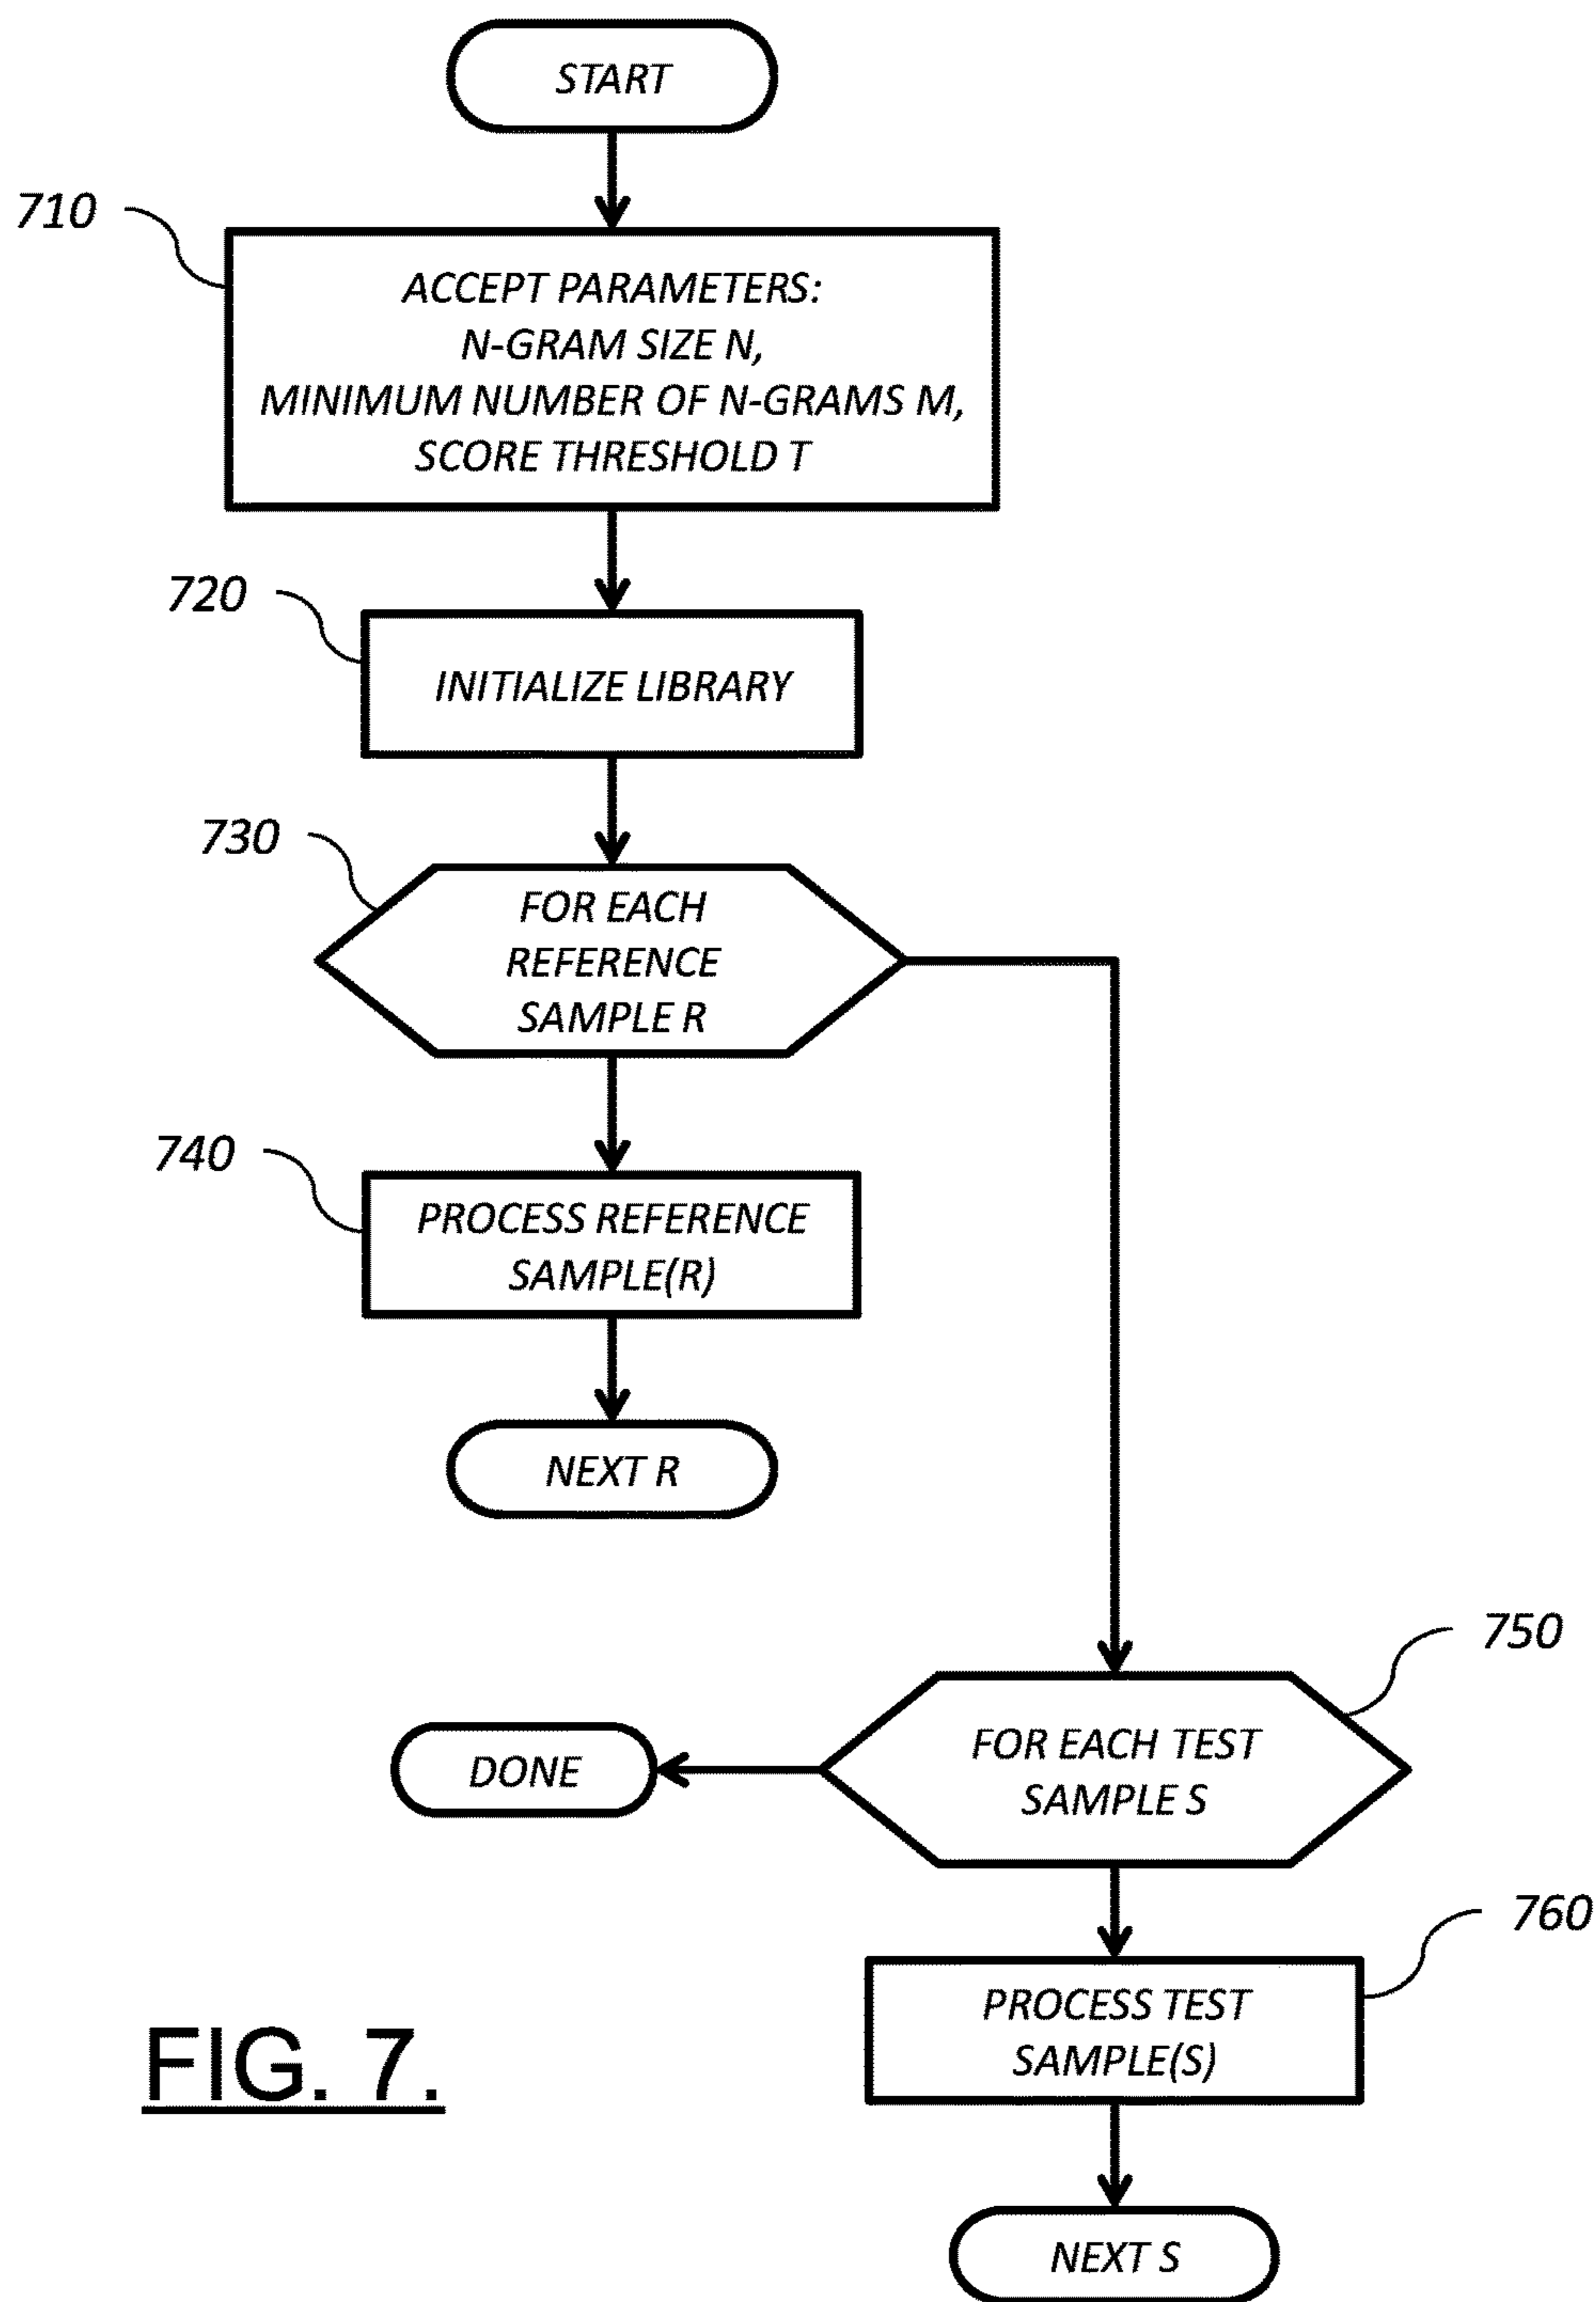 START
710
ACCEPT PARAMETERS:
N-GRAM SIZE N,
MINIMUM NUMBER OF N-GRAMS M,
SCORE THRESHOLD T
720
INITIALIZE LIBRARY
730
FOR EACH
REFERENCE
SAMPLE R
740
PROCESS REFERENCE
SAMPLE(R)
NEXT R
750
FOR EACH TEST
SAMPLE S
DONE
760
PROCESS TEST
SAMPLE(S)
NEXT S
FIG. 7.